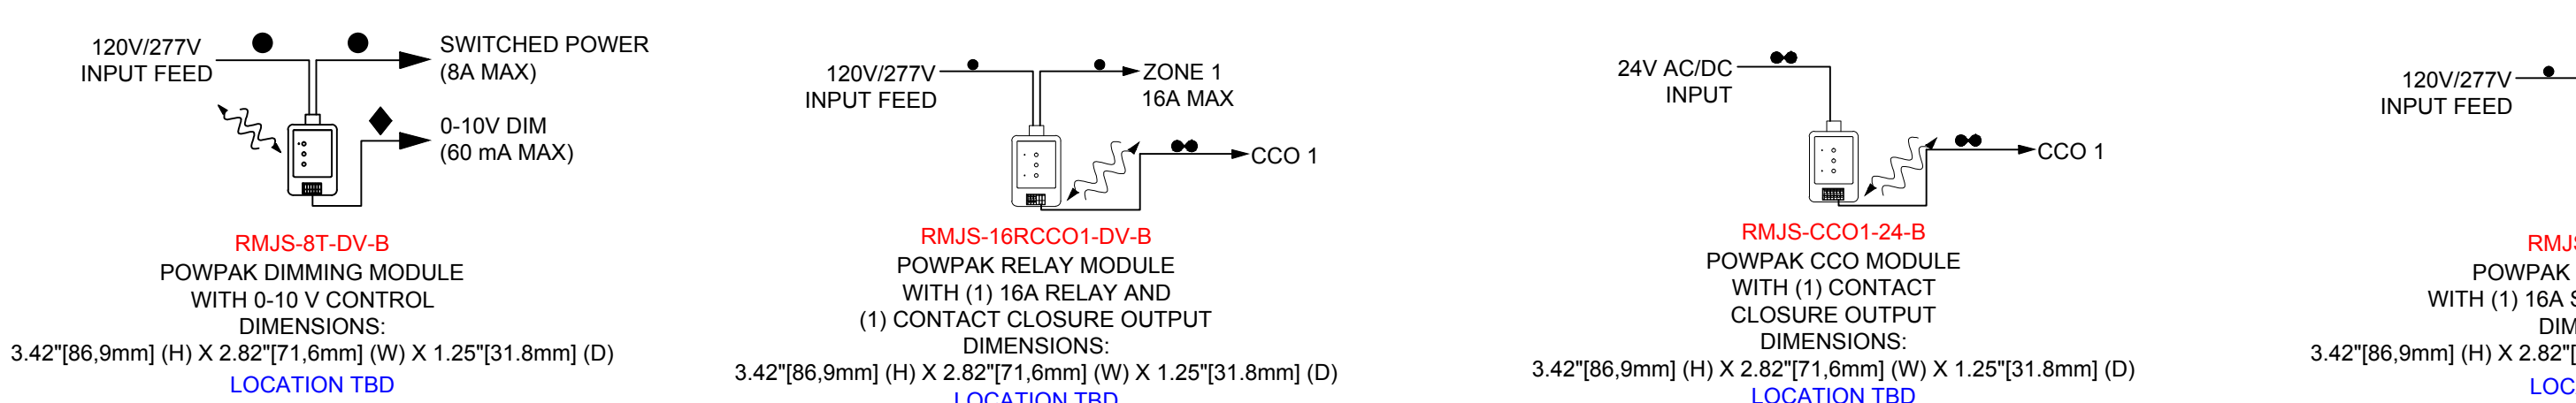 120V/277V
INPUT FEED
SWITCHED POWER
(8A MAX)
0-10V DIM
(60 mA MAX)
RMJS-8T-DV-B
POWPAK DIMMING MODULE
WITH 0-10 V CONTROL
DIMENSIONS:
3.42"[86,9mm] (H) X 2.82"[71,6mm] (W) X 1.25"[31.8mm] (D)
LOCATION TBD
120V/277V
INPUT FEED
ZONE 1
16A MAX
CCO 1
RMJS-16RCCO1-DV-B
POWPAK RELAY MODULE
WITH (1) 16A RELAY AND
(1) CONTACT CLOSURE OUTPUT
DIMENSIONS:
3.42"[86,9mm] (H) X 2.82"[71,6mm] (W) X 1.25"[31.8mm] (D)
LOCATION TBD
24V AC/DC
INPUT
CCO 1
RMJS-CCO1-24-B
POWPAK CCO MODULE
WITH (1) CONTACT
CLOSURE OUTPUT
DIMENSIONS:
3.42"[86,9mm] (H) X 2.82"[71,6mm] (W) X 1.25"[31.8mm] (D)
LOCATION TBD
120V/277V
INPUT FEED
RMJ
POWPAK
WITH (1) 16A
DIM
3.42"[86,9mm] (H) X 2.82"[
LOC